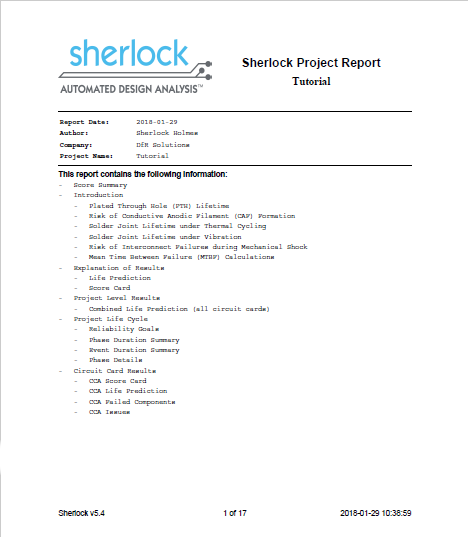 sherlock
AUTOMATED DESIGN ANALYSIS™
Sherlock Project Report
Tutorial
Report Date: 2018-01-29
Author: Sherlock Holmes
Company: DfR Solutions
Project Name: Tutorial
This report contains the following information:
- Score Summary
- Introduction
- Plated Through Hole (PTH) Lifetime
- Risk of Conductive Anodic Filament (CAF) Formation
- Solder Joint Lifetime under Thermal Cycling
- Solder Joint Lifetime under Vibration
- Risk of Interconnect Failures during Mechanical Shock
- Mean Time Between Failure (MTBF) Calculations
- Explanation of Results
- Life Prediction
- Score Card
- Project Level Results
- Combined Life Prediction (all circuit cards)
- Project Life Cycle
- Reliability Goals
- Phase Duration Summary
- Event Duration Summary
- Phase Details
- Circuit Card Results
- CCA Score Card
- CCA Life Prediction
- CCA Failed Components
- CCA Issues
Sherlock v5.4 1 of 17 2018-01-29 10:38:59